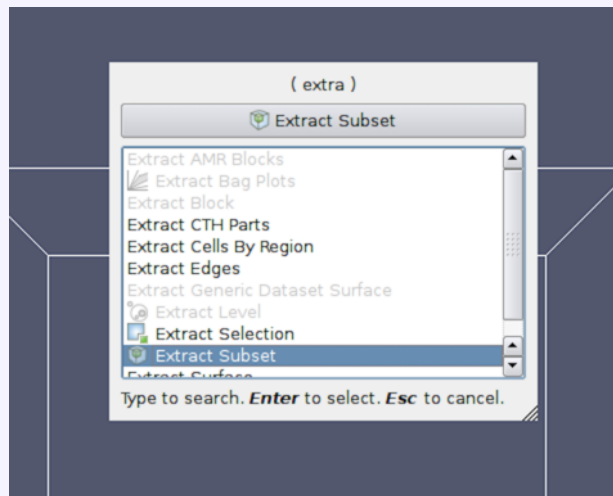 ( extra )
Extract Subset
Extract AMR Blocks
Extract Bag Plots
Extract Block
Extract CTH Parts
Extract Cells By Region
Extract Edges
Extract Generic Dataset Surface
Extract Level
Extract Selection
Extract Subset
Extract Surface
Type to search. Enter to select. Esc to cancel.